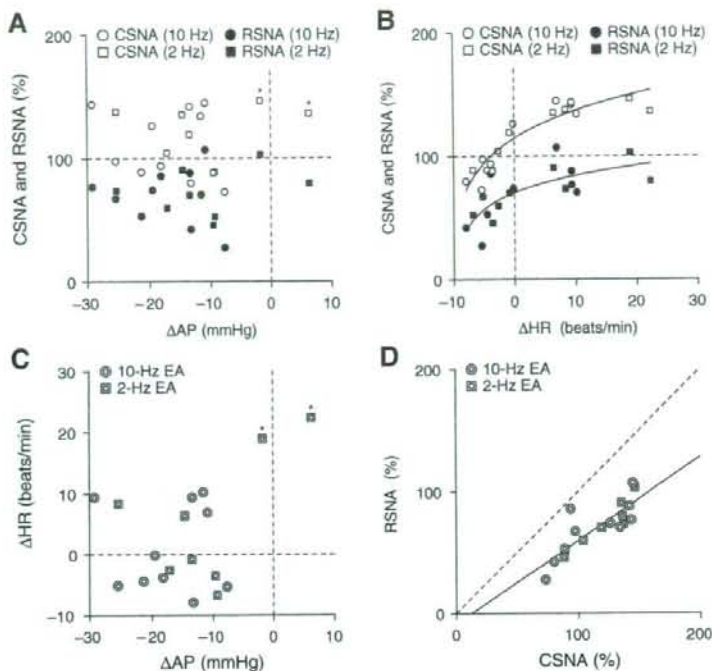 A
○ CSNA (10 Hz) ● RSNA (10 Hz)
□ CSNA (2 Hz) ■ RSNA (2 Hz)
CSNA and RSNA (%)
200
100
0
−30 −20 −10 0 10
ΔAP (mmHg)
B
○ CSNA (10 Hz) ● RSNA (10 Hz)
□ CSNA (2 Hz) ■ RSNA (2 Hz)
CSNA and RSNA (%)
200
100
0
−10 0 10 20 30
ΔHR (beats/min)
C
10-Hz EA
2-Hz EA
ΔHR (beats/min)
30
20
10
0
−10
−30 −20 −10 0 10
ΔAP (mmHg)
D
10-Hz EA
2-Hz EA
RSNA (%)
200
100
0
0 100 200
CSNA (%)